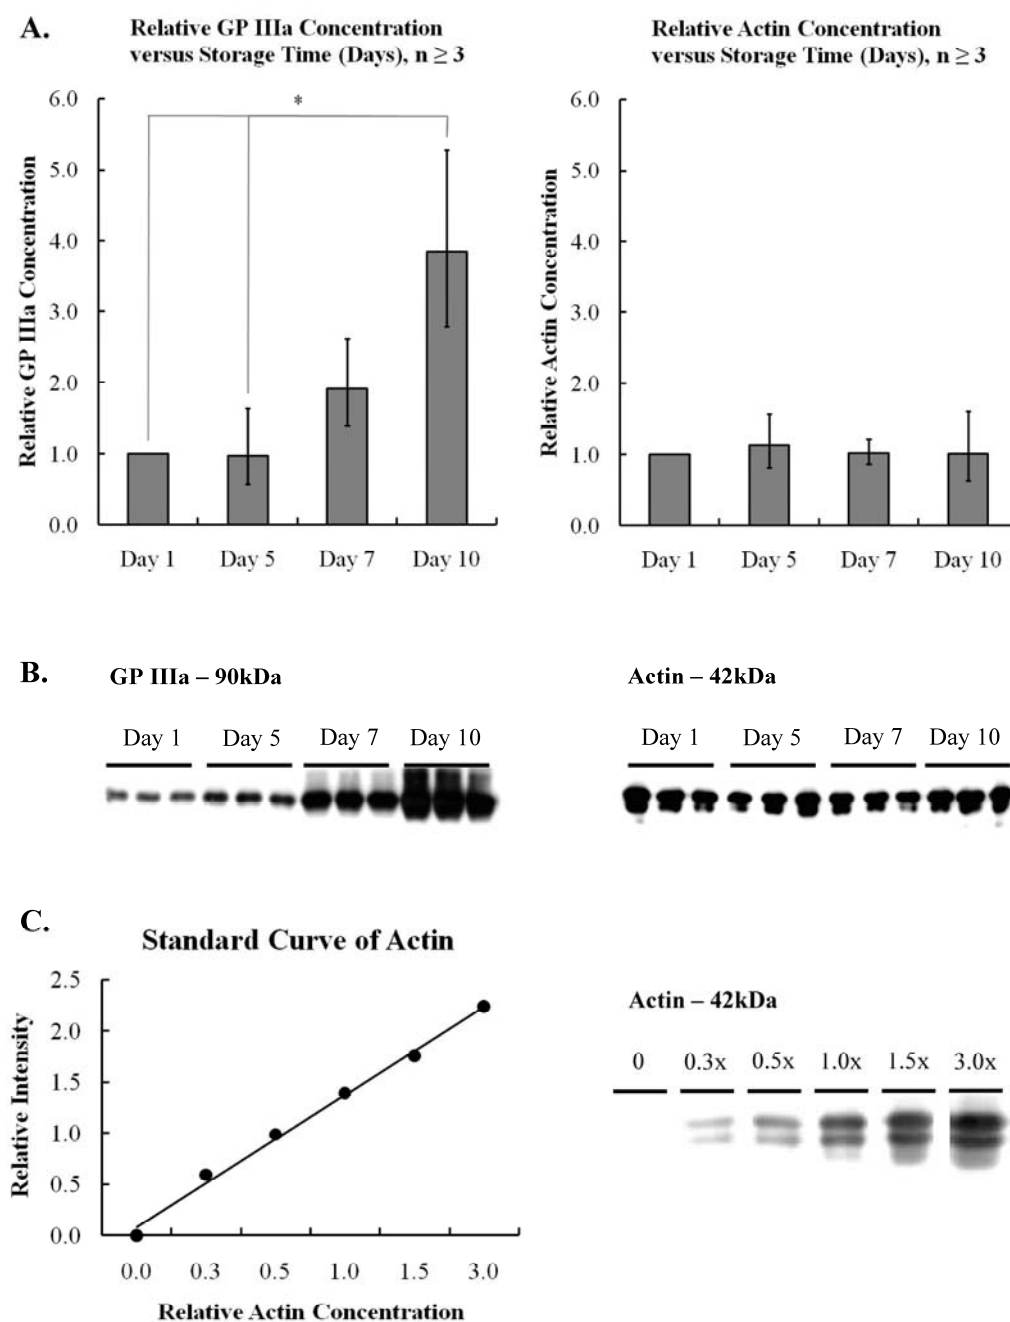 A.
Relative GP IIIa Concentration
versus Storage Time (Days), n ≥ 3
Relative GP IIIa Concentration
6.0
5.0
4.0
3.0
2.0
1.0
0.0
*
Day 1 Day 5 Day 7 Day 10
Relative Actin Concentration
versus Storage Time (Days), n ≥ 3
Relative Actin Concentration
6.0
5.0
4.0
3.0
2.0
1.0
0.0
Day 1 Day 5 Day 7 Day 10
B.
GP IIIa – 90kDa
Day 1 Day 5 Day 7 Day 10
Actin – 42kDa
Day 1 Day 5 Day 7 Day 10
C.
Standard Curve of Actin
Relative Intensity
2.5
2.0
1.5
1.0
0.5
0.0
0.0 0.3 0.5 1.0 1.5 3.0
Relative Actin Concentration
Actin – 42kDa
0 0.3x 0.5x 1.0x 1.5x 3.0x